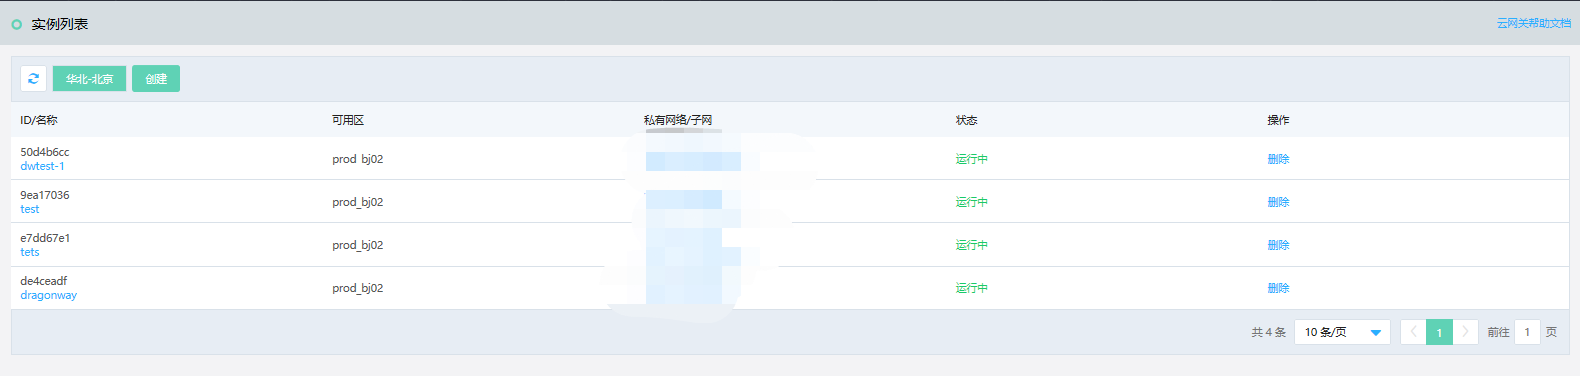 实例列表
云网关帮助文档
华北-北京
创建
ID/名称 可用区 私有网络/子网 状态 操作
50d4b6cc
dwtest-1 prod_bj02 运行中 删除
9ea17036
test prod_bj02 运行中 删除
e7dd67e1
tets prod_bj02 运行中 删除
de4ceadf
dragonway prod_bj02 运行中 删除
共 4 条 10 条/页 1 前往 1 页